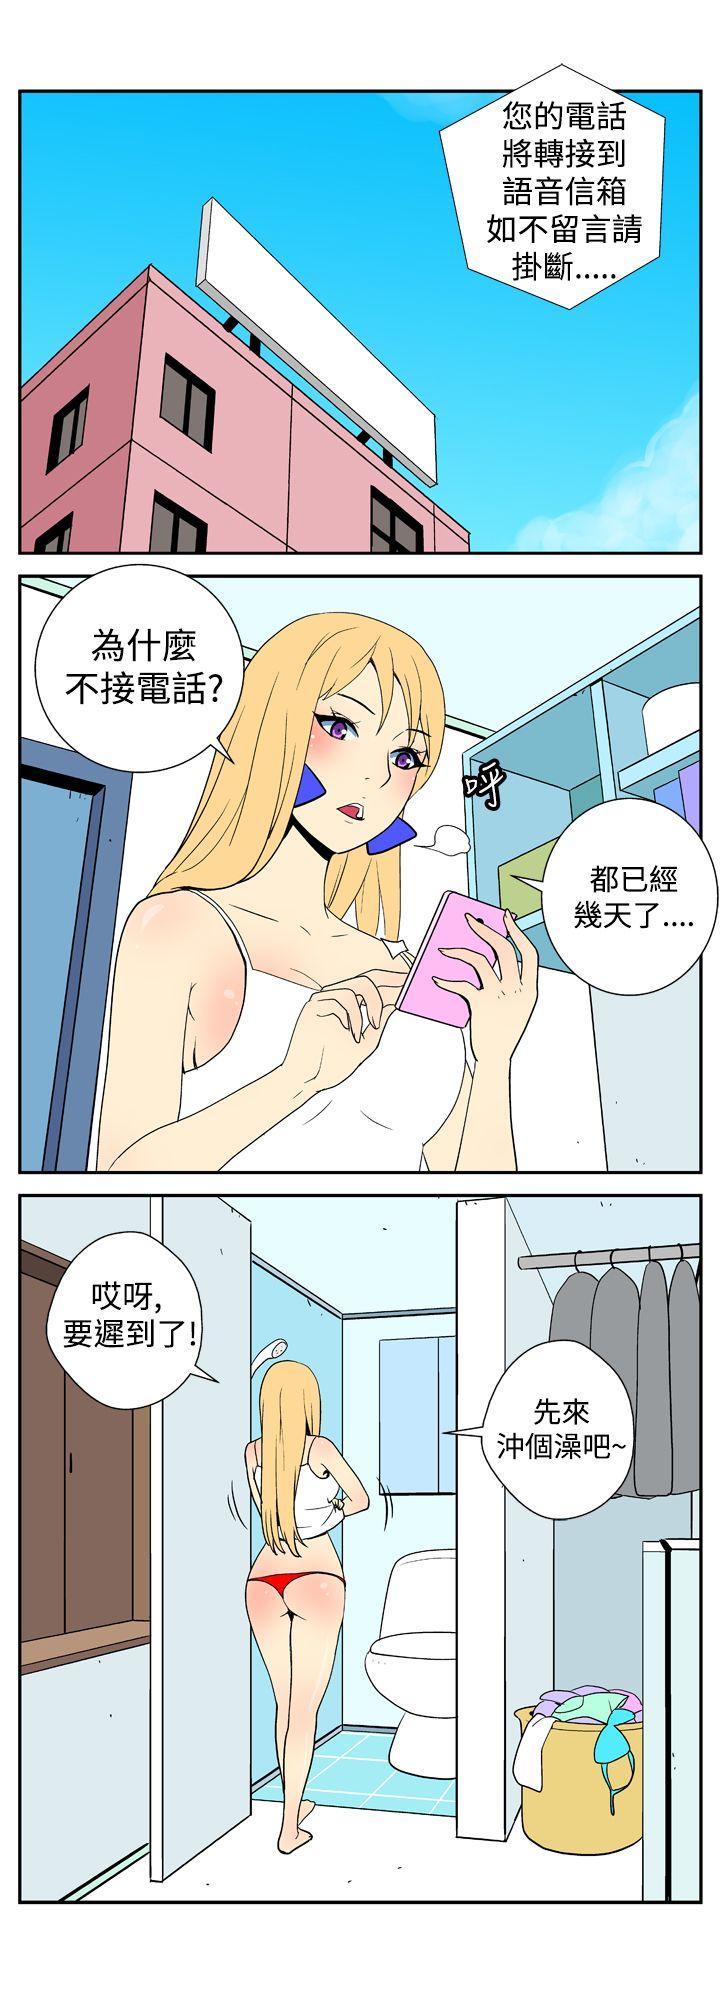 您的電話
將轉接到
語音信箱
如不留言請
掛斷.....
為什麼
不接電話?
呼
都已經
幾天了....
哎呀,
要遲到了!
先來
沖個澡吧~